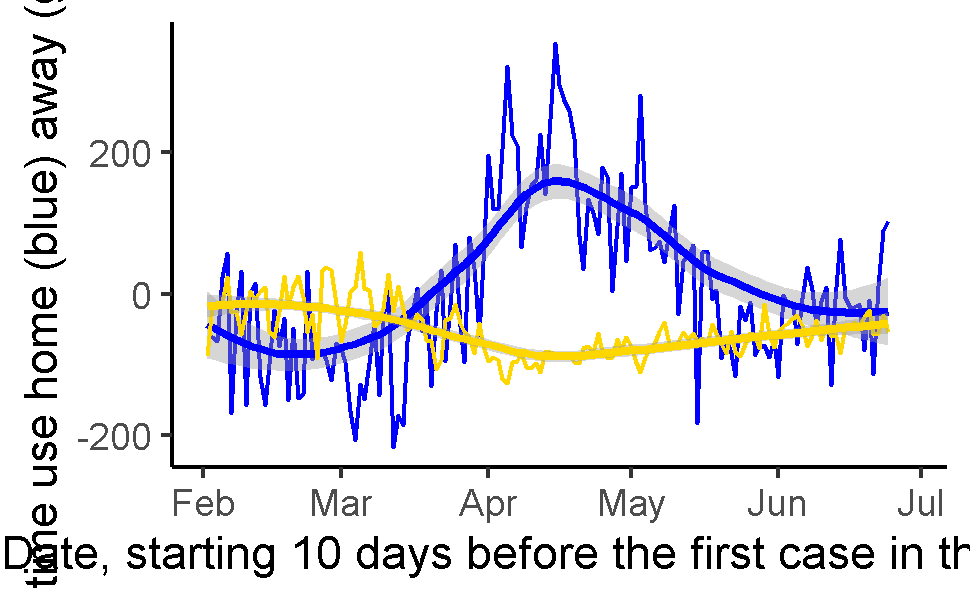 time use home (blue) away (
200
0
-200
Feb Mar Apr May Jun Jul
Date, starting 10 days before the first case in th